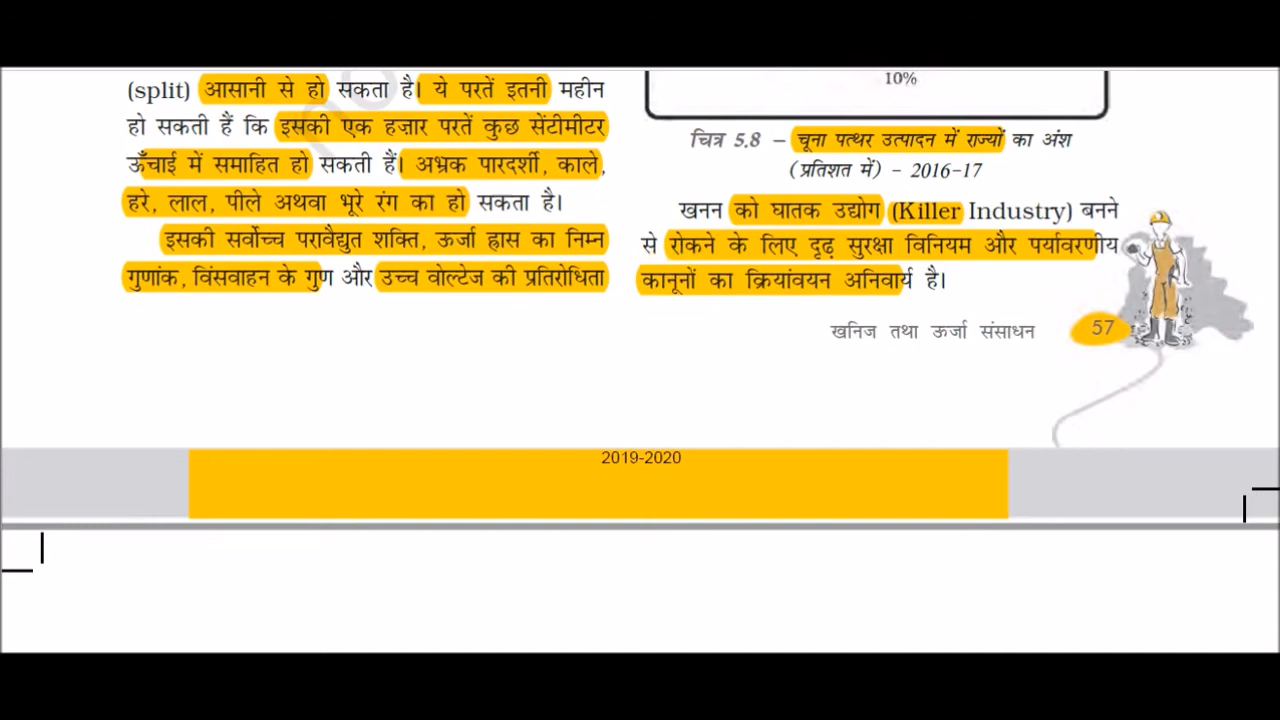 (split) आसानी से हो सकता है। ये परतें इतनी महीन
हो सकती हैं कि इसकी एक हज़ार परतें कुछ सेंटीमीटर
ऊँचाई में समाहित हो सकती हैं। अभ्रक पारदर्शी, काले,
हरे, लाल, पीले अथवा भूरे रंग का हो सकता है।
इसकी सर्वोच्च परावैद्युत शक्ति, ऊर्जा ह्रास का निम्न
गुणांक, विंसवाहन के गुण और उच्च वोल्टेज की प्रतिरोधिता
10%
चित्र 5.8 – चूना पत्थर उत्पादन में राज्यों का अंश
(प्रतिशत में) – 2016-17
खनन को घातक उद्योग (Killer Industry) बनने
से रोकने के लिए दृढ़ सुरक्षा विनियम और पर्यावरणीय
कानूनों का क्रियांवयन अनिवार्य है।
खनिज तथा ऊर्जा संसाधन 57
2019-2020